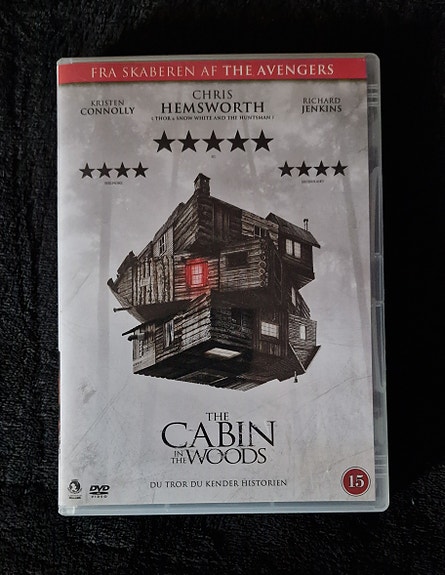 FRA SKABEREN AF THE AVENGERS
KRISTEN
CONNOLLY
CHRIS
HEMSWORTH
( THOR & SNOW WHITE AND THE HUNTSMAN )
RICHARD
JENKINS
THE
CABIN
IN
THE WOODS
DU TROR DU KENDER HISTORIEN
DVD
VIDEO
15